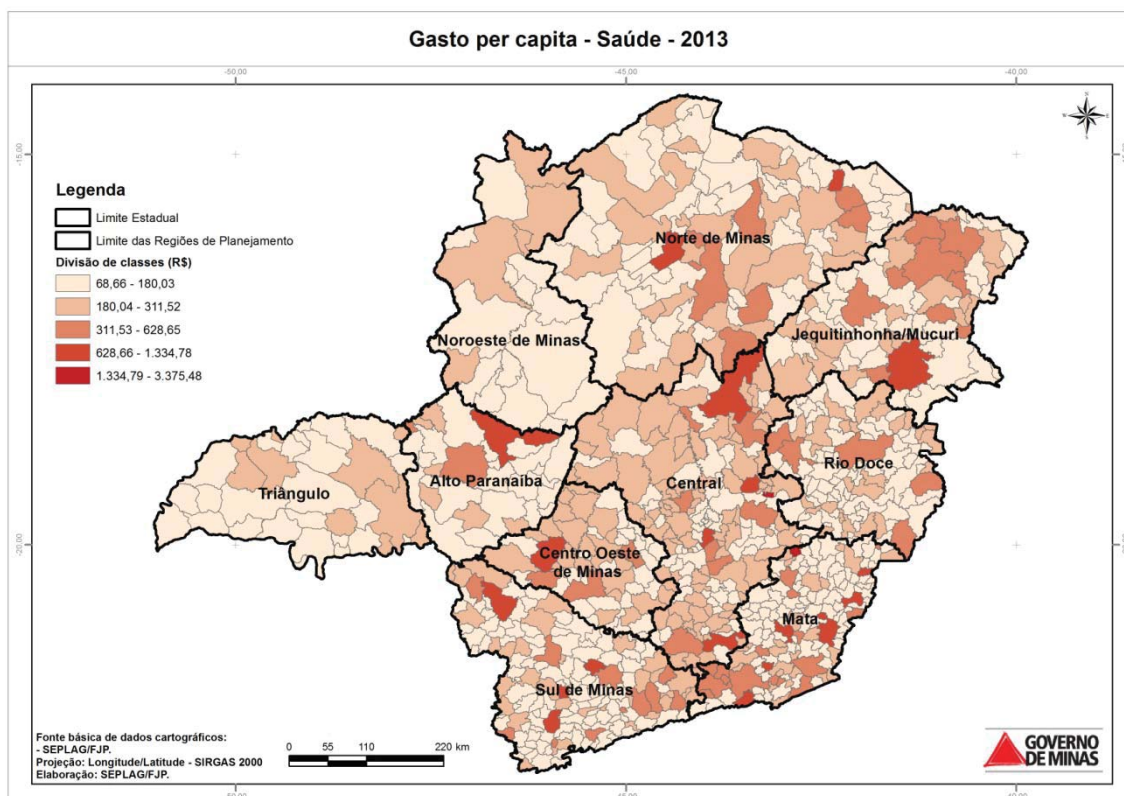 Gasto per capita - Saúde - 2013
-50,00
-45,00
-40,00
-15,00
Legenda
Limite Estadual
Limite das Regiões de Planejamento
Divisão de classes (R$)
68,66 - 180,03
180,04 - 311,52
311,53 - 628,65
628,66 - 1.334,78
1.334,79 - 3.375,48
Norte de Minas
Noroeste de Minas
Jequitinhonha/Mucuri
Triângulo
Alto Paranaíba
Central
Rio Doce
-20,00
Centro Oeste
de Minas
Mata
Sul de Minas
Fonte básica de dados cartográficos:
- SEPLAG/FJP.
Projeção: Longitude/Latitude - SIRGAS 2000
Elaboração: SEPLAG/FJP.
0 55 110 220 km
GOVERNO
DE MINAS